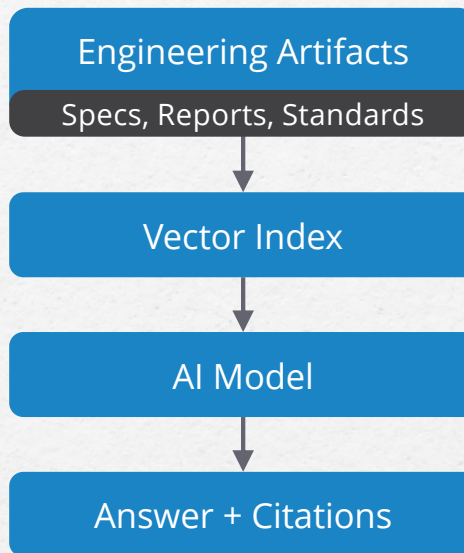 Engineering Artifacts
Specs, Reports, Standards
Vector Index
AI Model
Answer + Citations